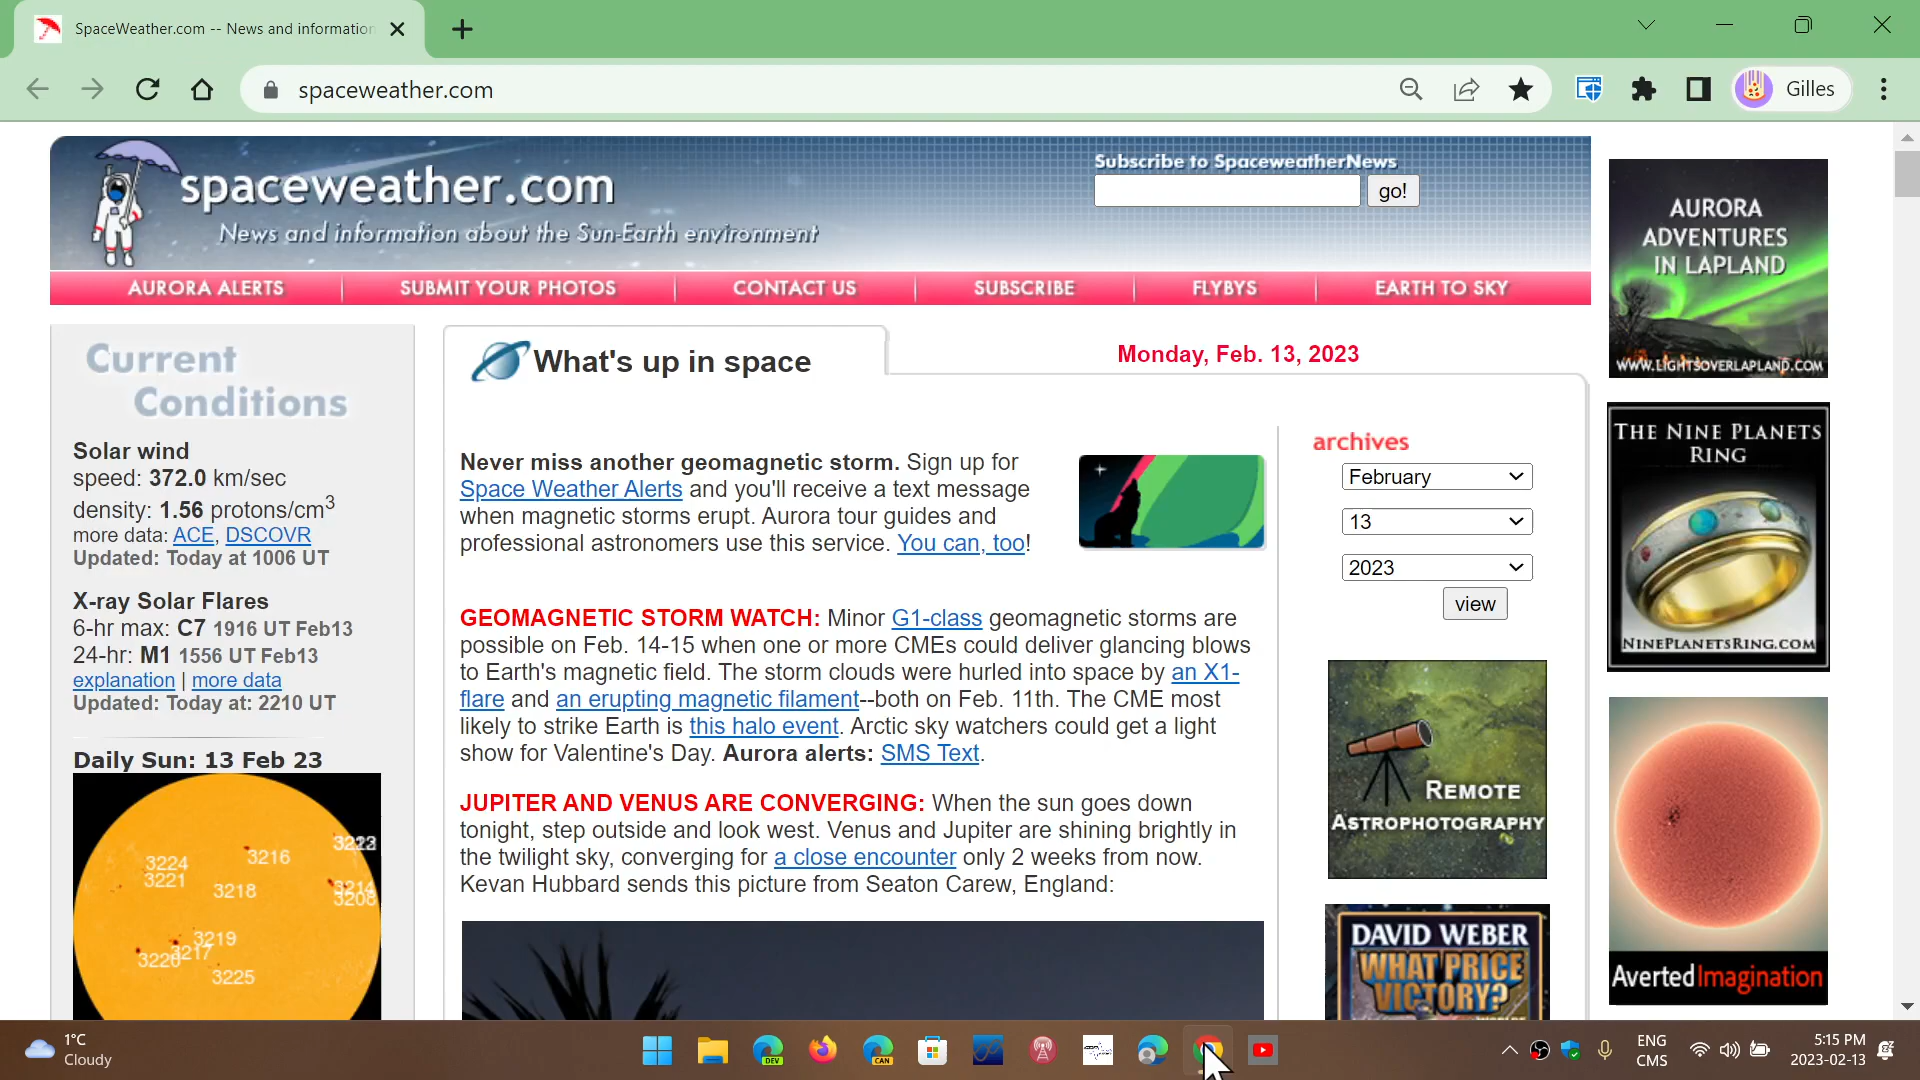 SpaceWeather.com -- News and information
spaceweather.com
Gilles
spaceweather.com
News and information about the Sun-Earth environment
Subscribe to SpaceweatherNews
go!
AURORA ALERTS
SUBMIT YOUR PHOTOS
CONTACT US
SUBSCRIBE
FLYBYS
EARTH TO SKY
Current
Conditions
Solar wind
speed: 372.0 km/sec
density: 1.56 protons/cm3
more data: ACE, DSCOVR
Updated: Today at 1006 UT
X-ray Solar Flares
6-hr max: C7 1916 UT Feb13
24-hr: M1 1556 UT Feb13
explanation | more data
Updated: Today at: 2210 UT
Daily Sun: 13 Feb 23
3224
3221
3216
3218
3214
3208
3219
3217
3220
3225
What's up in space
Monday, Feb. 13, 2023
Never miss another geomagnetic storm. Sign up for
Space Weather Alerts and you'll receive a text message
when magnetic storms erupt. Aurora tour guides and
professional astronomers use this service. You can, too!
GEOMAGNETIC STORM WATCH: Minor G1-class geomagnetic storms are
possible on Feb. 14-15 when one or more CMEs could deliver glancing blows
to Earth's magnetic field. The storm clouds were hurled into space by an X1-
flare and an erupting magnetic filament--both on Feb. 11th. The CME most
likely to strike Earth is this halo event. Arctic sky watchers could get a light
show for Valentine's Day. Aurora alerts: SMS Text.
JUPITER AND VENUS ARE CONVERGING: When the sun goes down
tonight, step outside and look west. Venus and Jupiter are shining brightly in
the twilight sky, converging for a close encounter only 2 weeks from now.
Kevan Hubbard sends this picture from Seaton Carew, England:
archives
February
13
2023
view
REMOTE
ASTROPHOTOGRAPHY
DAVID WEBER
WHAT PRICE
VICTORY?
AURORA
ADVENTURES
IN LAPLAND
WWW.LIGHTSOVERLAPLAND.COM
THE NINE PLANETS
RING
NINEPLANETSRING.COM
AvertedImagination
1°C
Cloudy
DEV
CAN
ENG
CMS
5:15 PM
2023-02-13